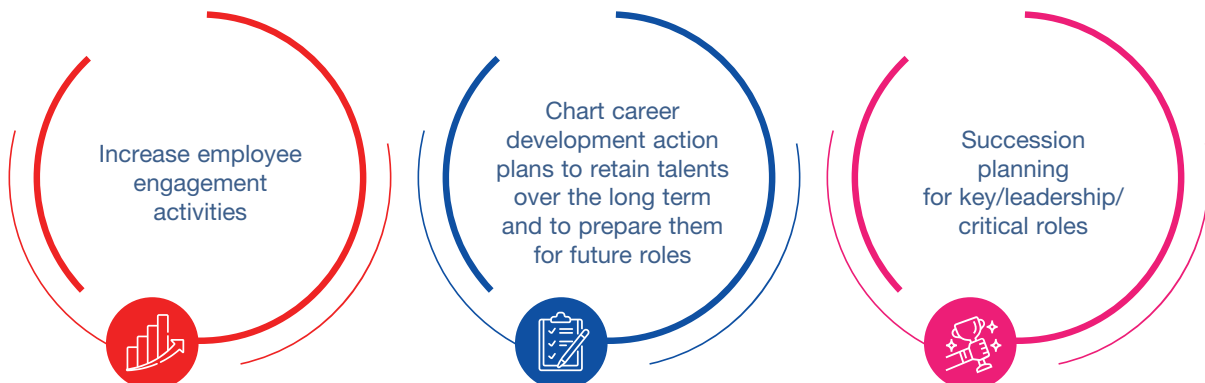 Increase employee
engagement
activities
Chart career
development action
plans to retain talents
over the long term
and to prepare them
for future roles
Succession
planning
for key/leadership/
critical roles